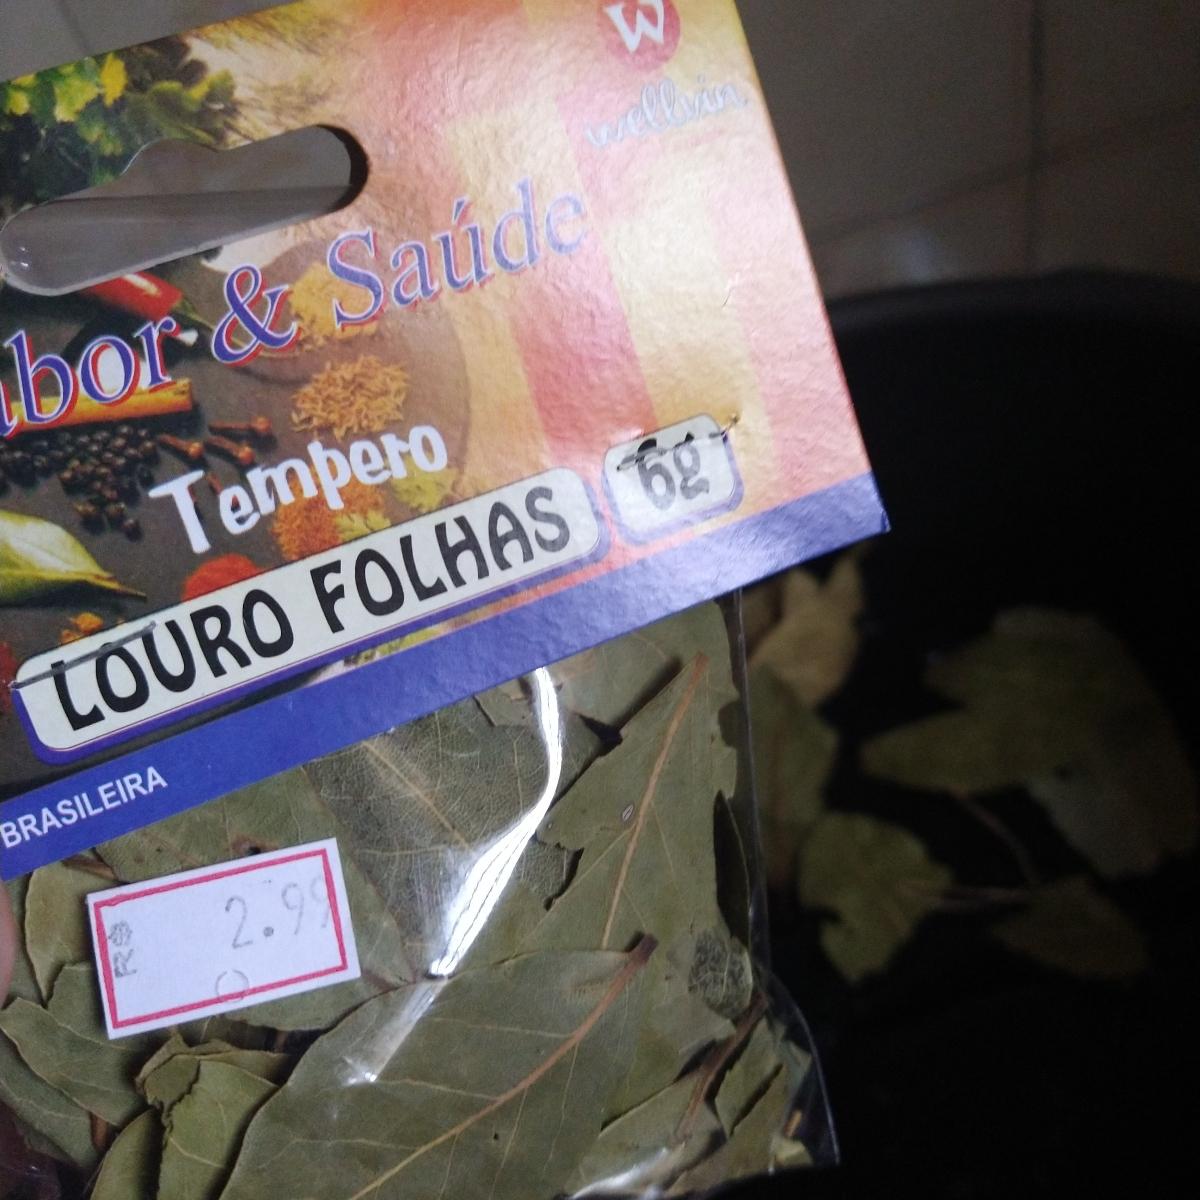 W
wellvin
abor & Saúde
Tempero
LOURO FOLHAS 6g
BRASILEIRA
R$ 2.99